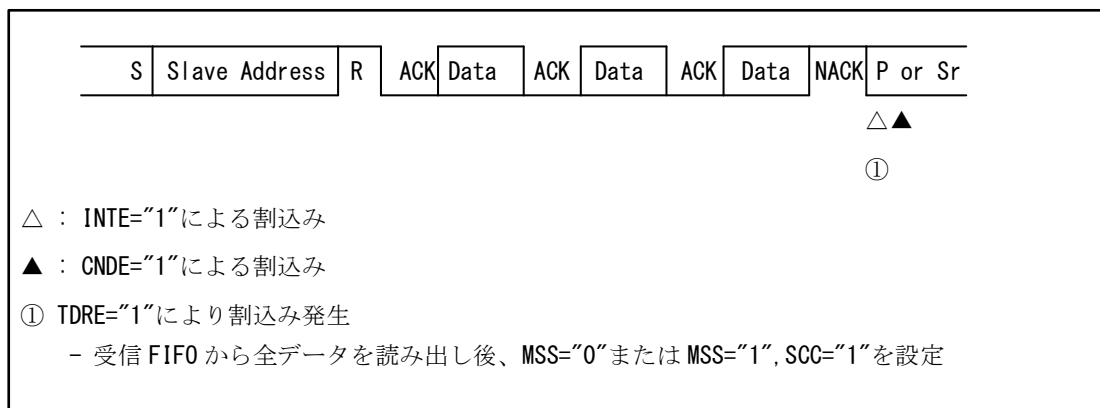 S Slave Address R ACK Data ACK Data ACK Data NACK P or Sr
△▲
①
△ : INTE="1"による割込み
▲ : CNDE="1"による割込み
① TDRE="1"により割込み発生
- 受信FIFOから全データを読み出し後、MSS="0"またはMSS="1",SCC="1"を設定